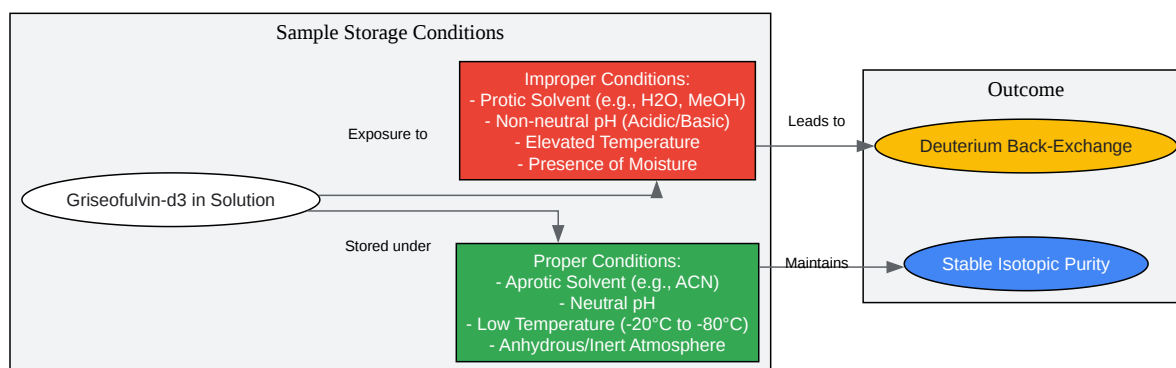 Sample Storage Conditions
Improper Conditions:
- Protic Solvent (e.g., H2O, MeOH)
- Non-neutral pH (Acidic/Basic)
- Elevated Temperature
- Presence of Moisture
Exposure to
Griseofulvin-d3 in Solution
Stored under
Proper Conditions:
- Aprotic Solvent (e.g., ACN)
- Neutral pH
- Low Temperature (-20°C to -80°C)
- Anhydrous/Inert Atmosphere
Leads to
Maintains
Outcome
Deuterium Back-Exchange
Stable Isotopic Purity